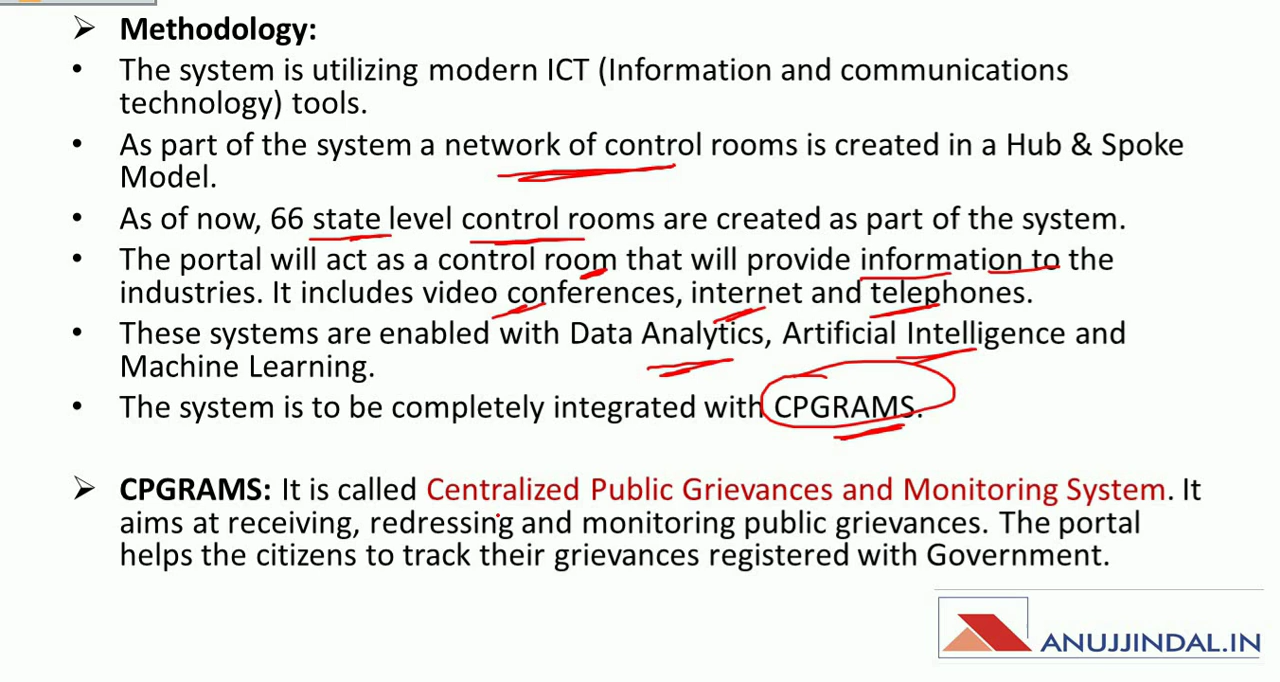 ➢ Methodology:
• The system is utilizing modern ICT (Information and communications
technology) tools.
• As part of the system a network of control rooms is created in a Hub & Spoke
Model.
• As of now, 66 state level control rooms are created as part of the system.
• The portal will act as a control room that will provide information to the
industries. It includes video conferences, internet and telephones.
• These systems are enabled with Data Analytics, Artificial Intelligence and
Machine Learning.
• The system is to be completely integrated with CPGRAMS.
➢ CPGRAMS: It is called Centralized Public Grievances and Monitoring System. It
aims at receiving, redressing and monitoring public grievances. The portal
helps the citizens to track their grievances registered with Government.
ANUJJINDAL.IN